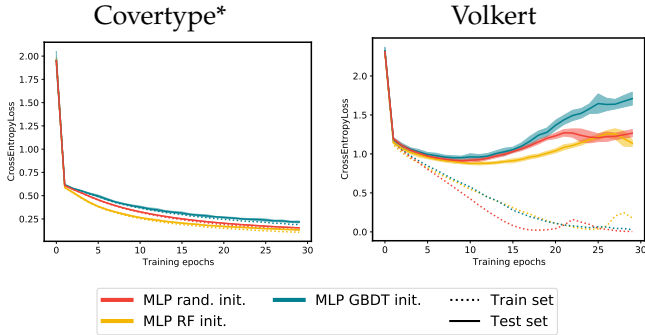 Covertype*
Volkert
CrossEntropyLoss
2.00
1.75
1.50
1.25
1.00
0.75
0.50
0.25
0 5 10 15 20 25 30
Training epochs
CrossEntropyLoss
2.0
1.5
1.0
0.5
0.0
0 5 10 15 20 25 30
Training epochs
MLP rand. init.
MLP RF init.
MLP GBDT init.
Train set
Test set